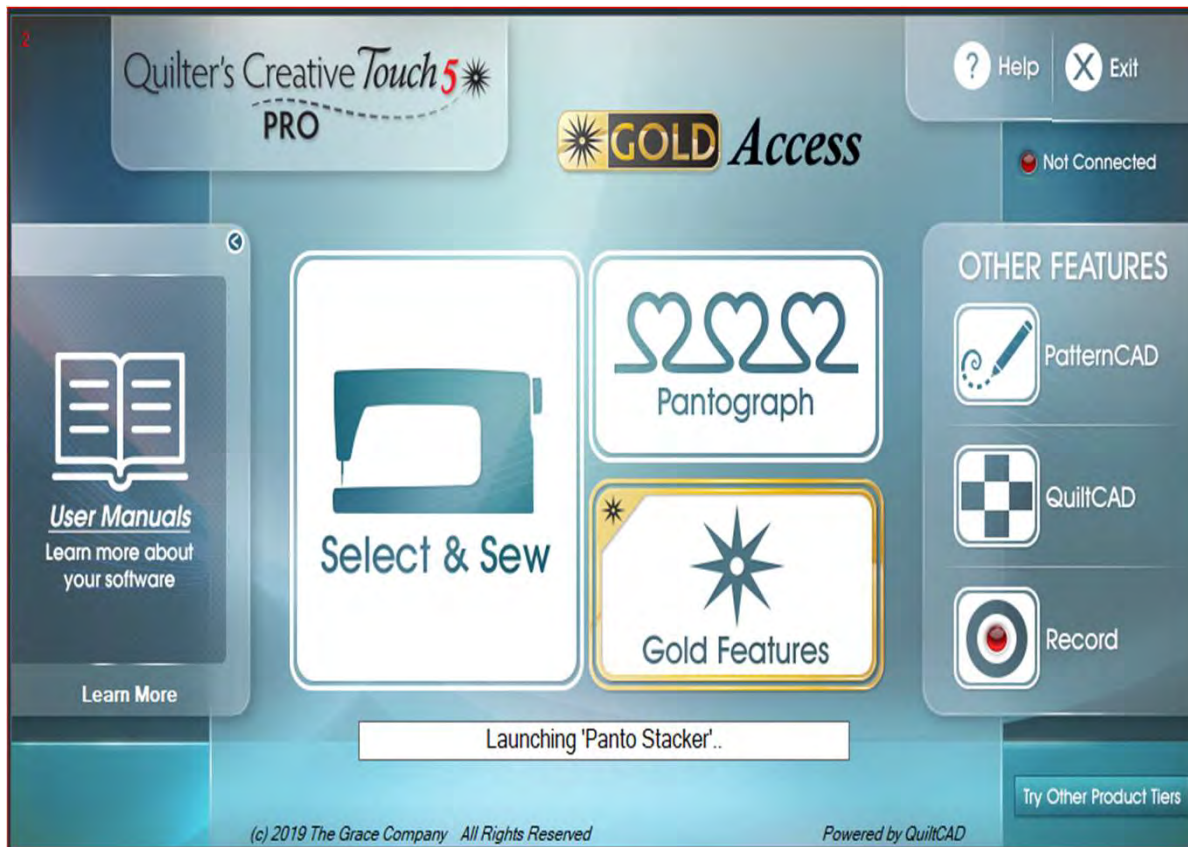 2
Quilter's Creative Touch 5
PRO
GOLD Access
? Help
X Exit
Not Connected
User Manuals
Learn more about
your software
Learn More
Select & Sew
Pantograph
Gold Features
OTHER FEATURES
PatternCAD
QuiltCAD
Record
Launching 'Panto Stacker'..
Try Other Product Tiers
(c) 2019 The Grace Company All Rights Reserved
Powered by QuiltCAD